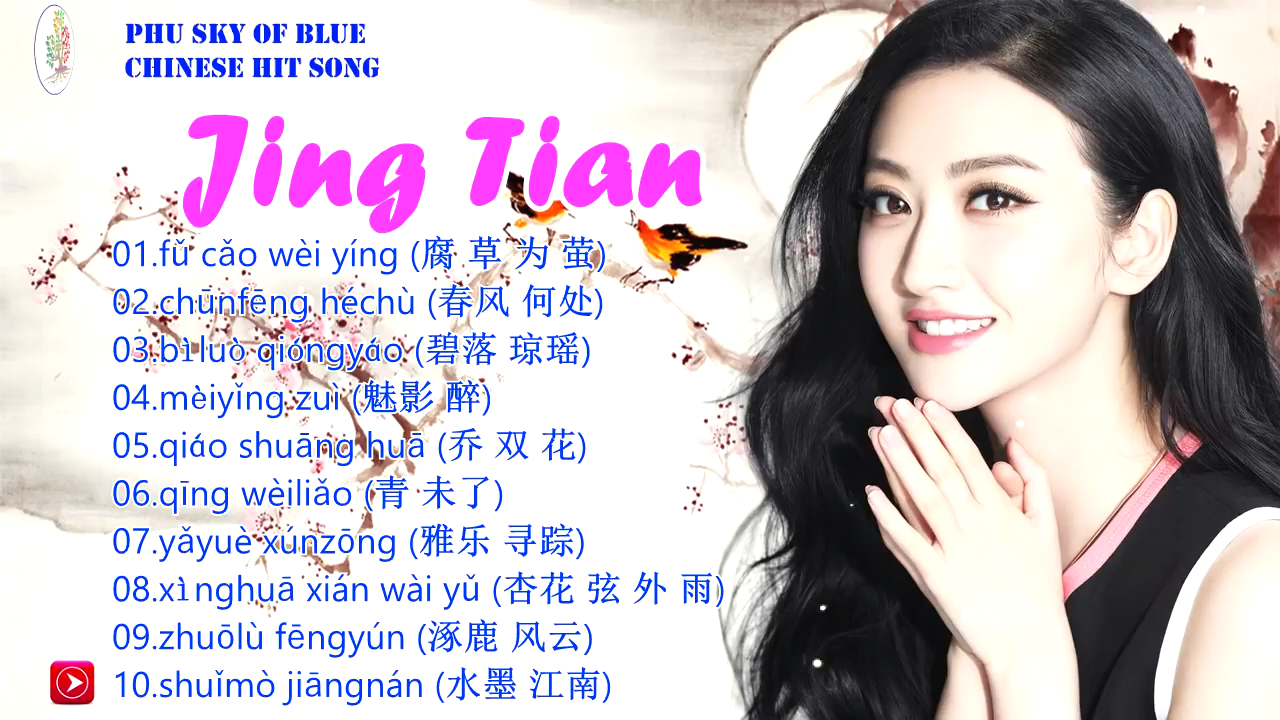 PHU SKY OF BLUE
CHINESE HIT SONG
Jing Tian
01.fǔ cǎo wèi yíng (腐 草 为 萤)
02.chūnfēng héchù (春风 何处)
03.bìluò qióngyáo (碧落 琼瑶)
04.mèiyǐng zuì (魅影 醉)
05.qiáo shuāng huā (乔 双 花)
06.qīng wèiliǎo (青 未了)
07.yǎyuè xúnzōng (雅乐 寻踪)
08.xìnghuā xián wài yǔ (杏花 弦 外 雨)
09.zhuōlù fēngyún (涿鹿 风云)
10.shuǐmò jiāngnán (水墨 江南)